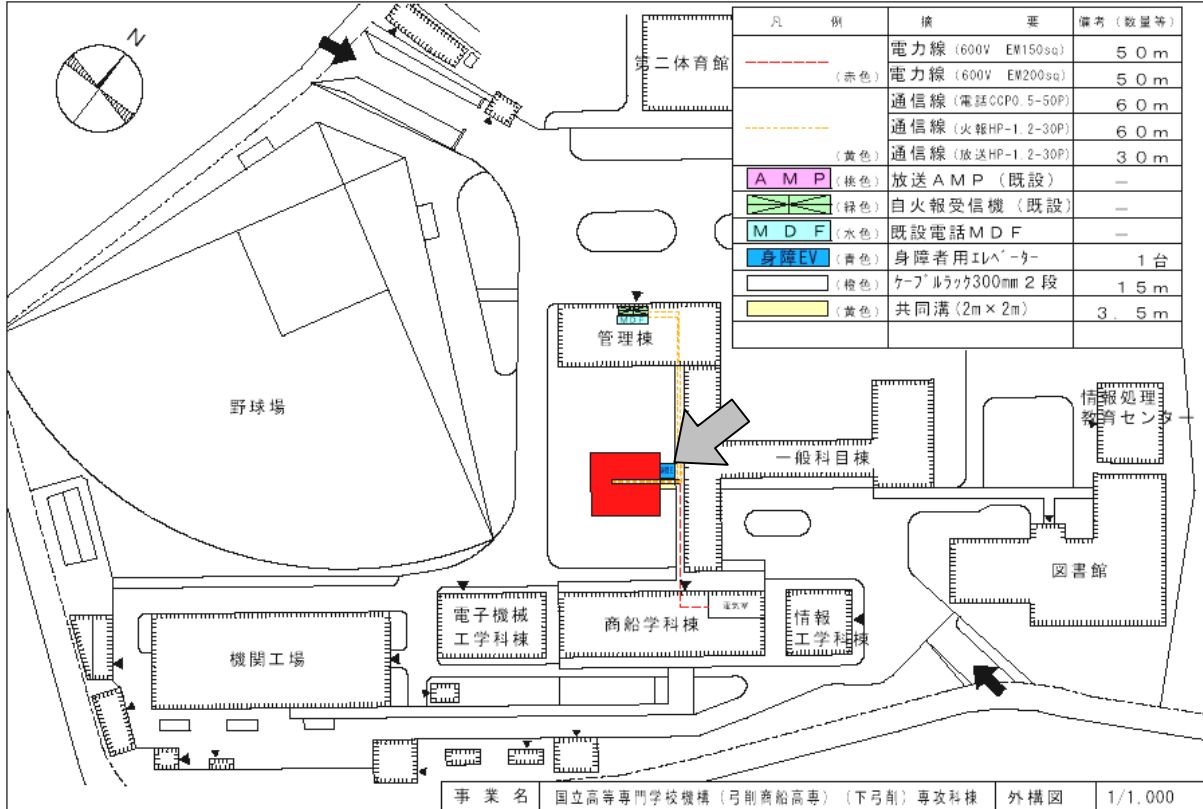 N
第二体育館
凡 例 摘 要 備考（数量等）
（赤色） 電力線（600V EM150sq） ５０ｍ
電力線（600V EM200sq） ５０ｍ
通信線（電話CCP0.5-50P） ６０ｍ
通信線（火報HP-1.2-30P） ６０ｍ
（黄色） 通信線（放送HP-1.2-30P） ３０ｍ
ＡＭＰ （桃色） 放送ＡＭＰ（既設） －
（緑色） 自火報受信機（既設） －
ＭＤＦ （水色） 既設電話ＭＤＦ －
身障EV （青色） 身障者用ｴﾚﾍﾞｰﾀｰ １台
（橙色） ｹｰﾌﾞﾙﾗｯｸ300mm２段 １５ｍ
（黄色） 共同溝(2m×2m) ３．５ｍ
ＭＤＦ
管理棟
野球場
情報処理
教育センター
一般科目棟
図書館
電子機械
工学科棟
商船学科棟
電気室
情報
工学科棟
機関工場
事業名 国立高等専門学校機構（弓削商船高専）（下弓削）専攻科棟 外構図 1/1,000